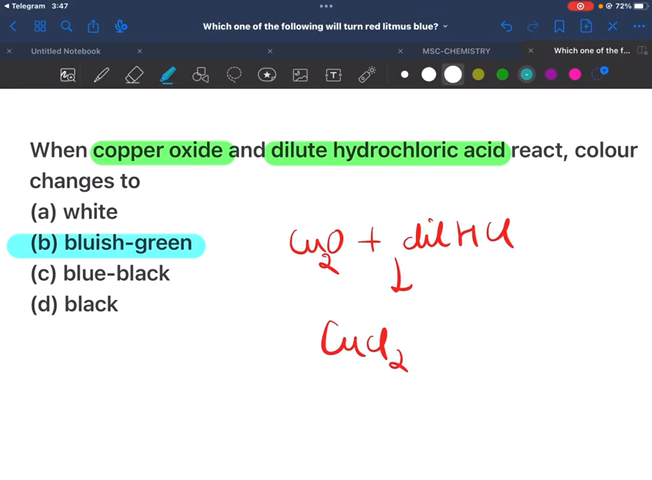 Telegram 3:47
72%
Which one of the following will turn red litmus blue?
Untitled Notebook
MSC-CHEMISTRY
Which one of the f...
When copper oxide and dilute hydrochloric acid react, colour
changes to
(a) white
(b) bluish-green
(c) blue-black
(d) black
Cu2O + dil HCl
↓
CuCl2